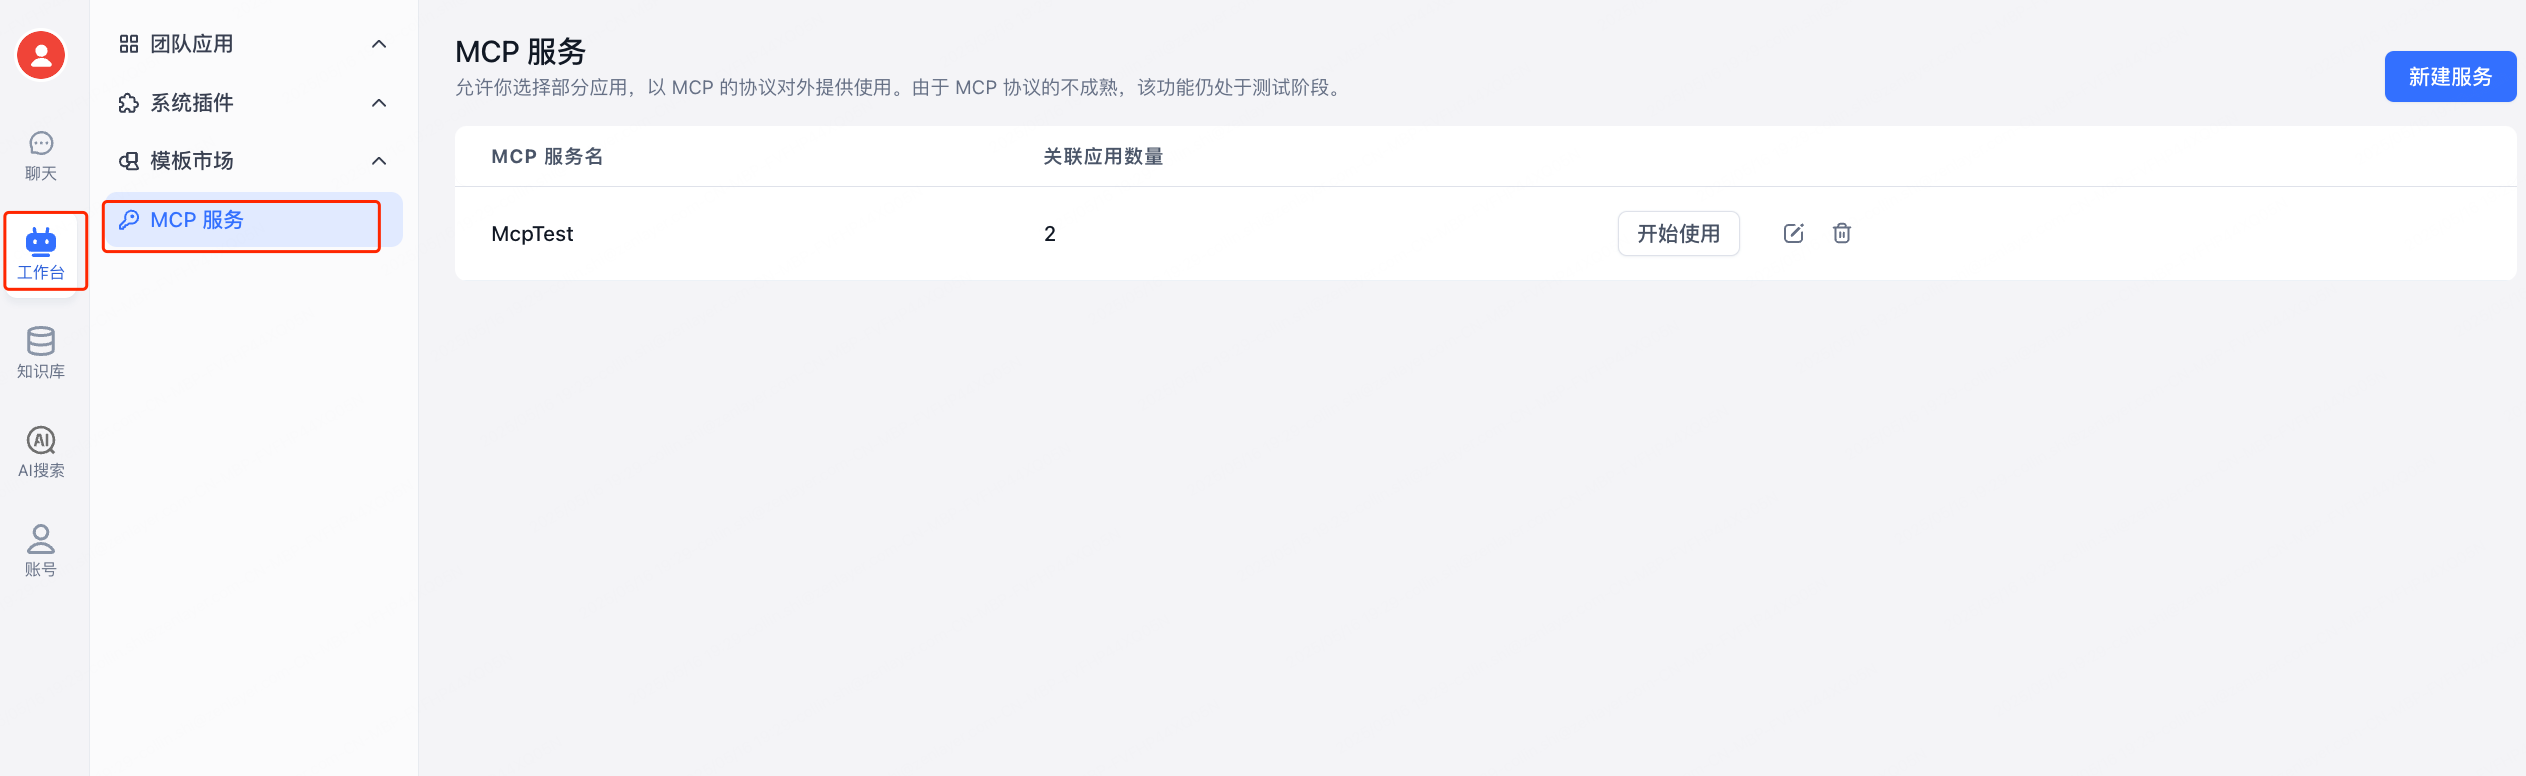 聊天
工作台
知识库
AI搜索
账号
团队应用
系统插件
模板市场
MCP 服务
MCP 服务
允许你选择部分应用，以 MCP 的协议对外提供使用。由于 MCP 协议的不成熟，该功能仍处于测试阶段。
新建服务
MCP 服务名 关联应用数量
McpTest 2 开始使用